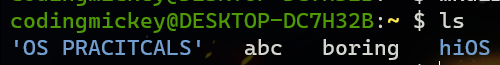 codingmickey@DESKTOP-DC7H32B:~ $ ls
'OS PRACITCALS'   abc   boring   hiOS